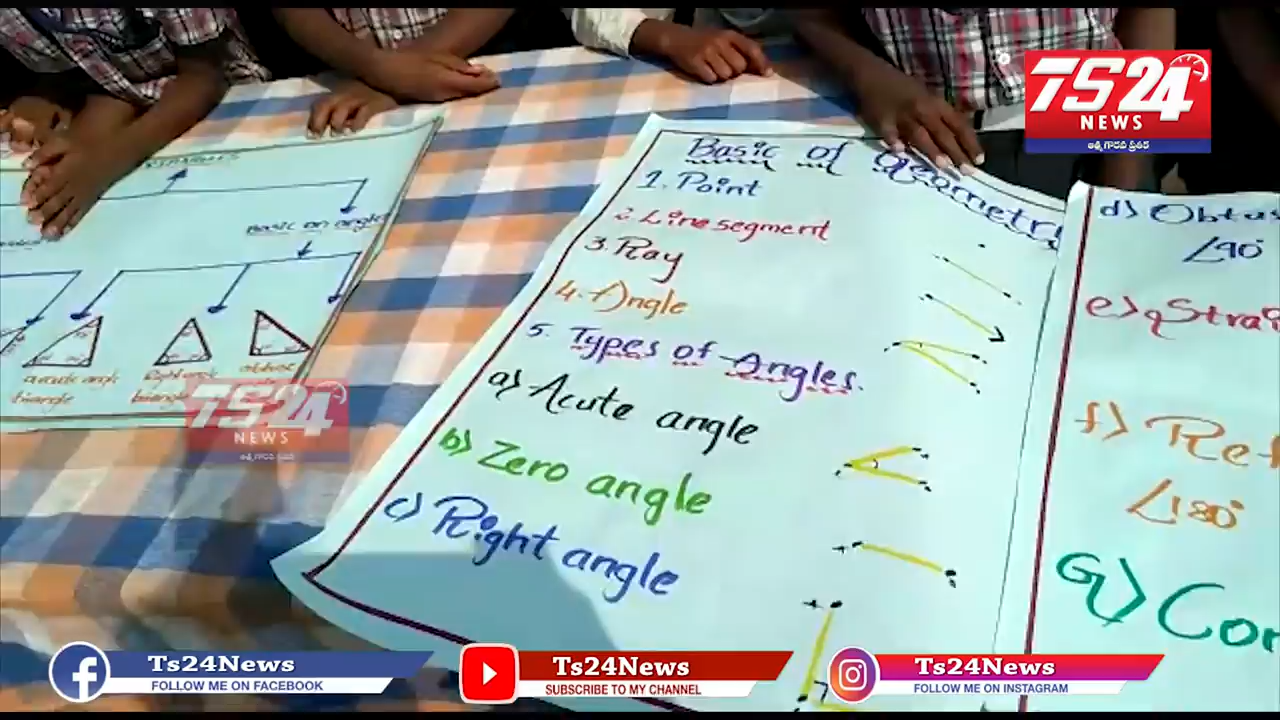 Basic on angle
acute angle
triangle
Right angle
obtuse
Basic of Geometry
1. Point
2. Line segment
3. Ray
4. Angle
5. Types of Angles.
a) Acute angle
b) Zero angle
c) Right angle
d) Obtus
∠90°
e) Strai
f) Ref
∠180°
G) Con
TS24
NEWS
TS24
NEWS
Ts24News
FOLLOW ME ON FACEBOOK
Ts24News
SUBSCRIBE TO MY CHANNEL
Ts24News
FOLLOW ME ON INSTAGRAM